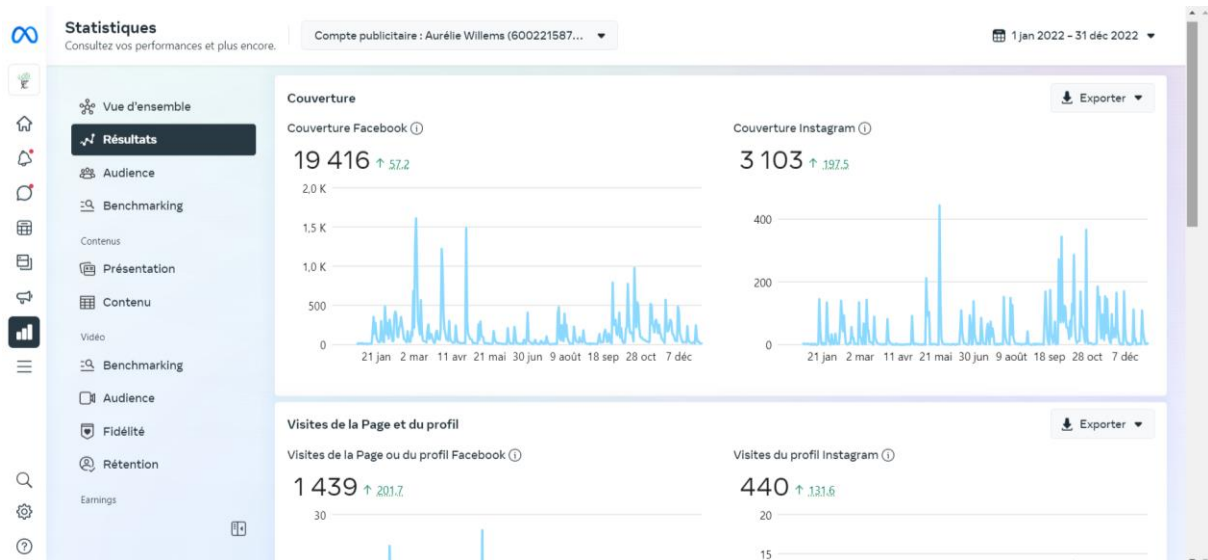 Statistiques
Consultez vos performances et plus encore.
Compte publicitaire : Aurélie Willems (600221587...
1 jan 2022 – 31 déc 2022
Vue d'ensemble
Résultats
Audience
Benchmarking
Contenus
Présentation
Contenu
Vidéo
Benchmarking
Audience
Fidélité
Rétention
Earnings
Couverture
Exporter
Couverture Facebook
19 416 ↑ 57,2
2,0 K
1,5 K
1,0 K
500
0
21 jan 2 mar 11 avr 21 mai 30 jun 9 août 18 sep 28 oct 7 déc
Couverture Instagram
3 103 ↑ 197,5
400
200
0
21 jan 2 mar 11 avr 21 mai 30 jun 9 août 18 sep 28 oct 7 déc
Visites de la Page et du profil
Exporter
Visites de la Page ou du profil Facebook
1 439 ↑ 201,7
30
Visites du profil Instagram
440 ↑ 131,6
20
15